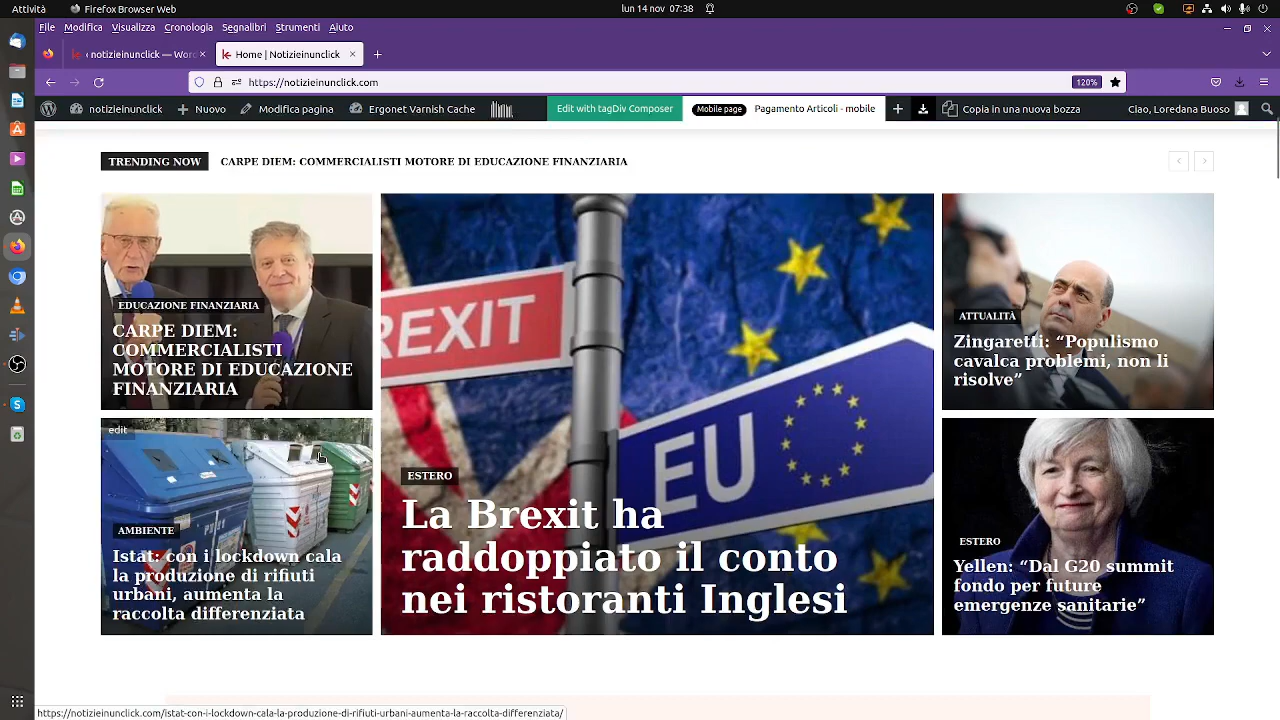 Attività
Firefox Browser Web
lun 14 nov 07:38
File Modifica Visualizza Cronologia Segnalibri Strumenti Aiuto
notizieinunclick — Worc
Home | Notizieinunclick
https://notizieinunclick.com
120%
notizieinunclick
Nuovo
Modifica pagina
Ergonet Varnish Cache
Edit with tagDiv Composer
Mobile page
Pagamento Articoli - mobile
Copia in una nuova bozza
Ciao, Loredana Buoso
TRENDING NOW
CARPE DIEM: COMMERCIALISTI MOTORE DI EDUCAZIONE FINANZIARIA
EDUCAZIONE FINANZIARIA
CARPE DIEM:
COMMERCIALISTI
MOTORE DI EDUCAZIONE
FINANZIARIA
edit
AMBIENTE
Istat: con i lockdown cala
la produzione di rifiuti
urbani, aumenta la
raccolta differenziata
REXIT
EU
ESTERO
La Brexit ha
raddoppiato il conto
nei ristoranti Inglesi
ATTUALITÀ
Zingaretti: “Populismo
cavalca problemi, non li
risolve”
ESTERO
Yellen: “Dal G20 summit
fondo per future
emergenze sanitarie”
https://notizieinunclick.com/istat-con-i-lockdown-cala-la-produzione-di-rifiuti-urbani-aumenta-la-raccolta-differenziata/